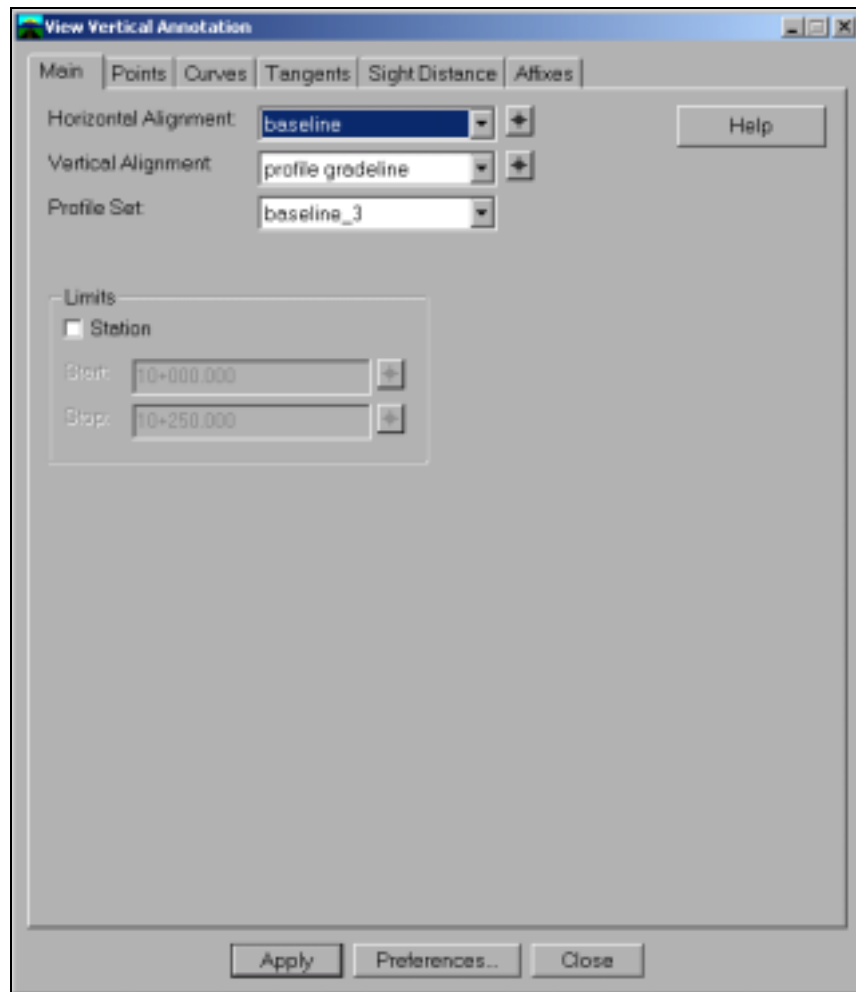 View Vertical Annotation
Main Points Curves Tangents Sight Distance Affixes
Horizontal Alignment: baseline Help
Vertical Alignment: profile gradeline
Profile Set: baseline_3
Limits
Station
Start: 10+000.000
Stop: 10+250.000
Apply Preferences... Close